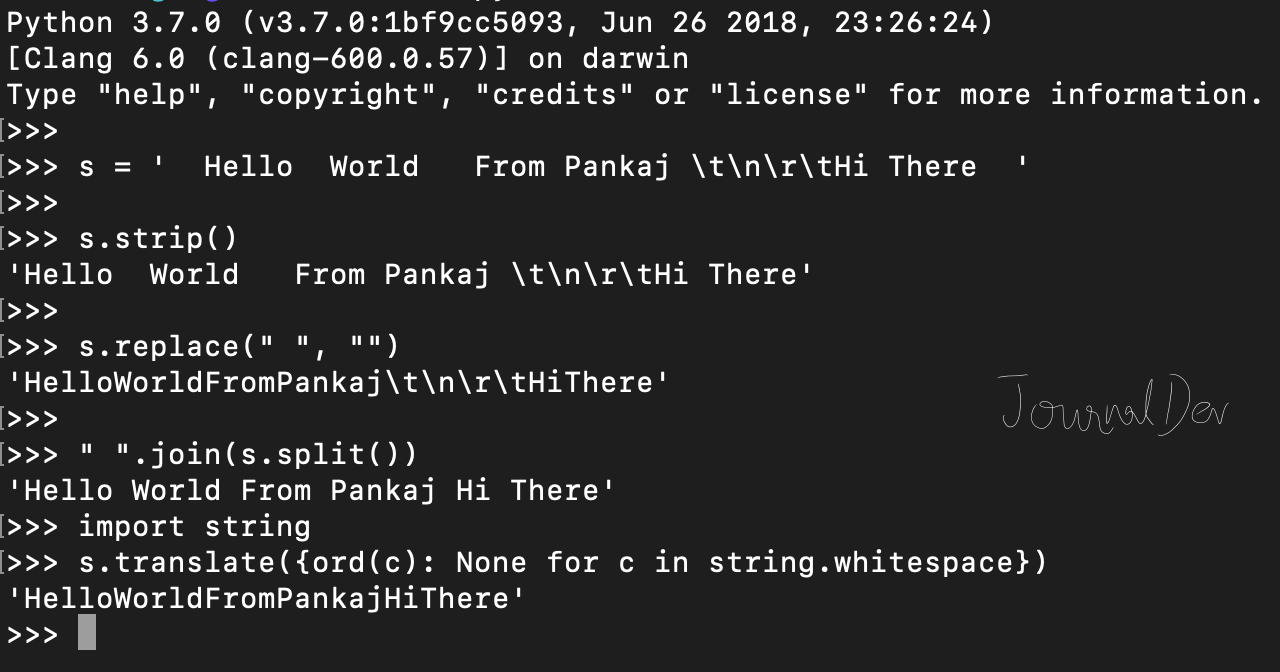 Python 3.7.0 (v3.7.0:1bf9cc5093, Jun 26 2018, 23:26:24)
[Clang 6.0 (clang-600.0.57)] on darwin
Type "help", "copyright", "credits" or "license" for more information.
>>>
>>> s = '  Hello  World   From Pankaj \t\n\r\tHi There  '
>>>
>>> s.strip()
'Hello  World   From Pankaj \t\n\r\tHi There'
>>>
>>> s.replace(" ", "")
'HelloWorldFromPankaj\t\n\r\tHiThere'
JournalDev
>>>
>>> " ".join(s.split())
'Hello World From Pankaj Hi There'
>>> import string
>>> s.translate({ord(c): None for c in string.whitespace})
'HelloWorldFromPankajHiThere'
>>>